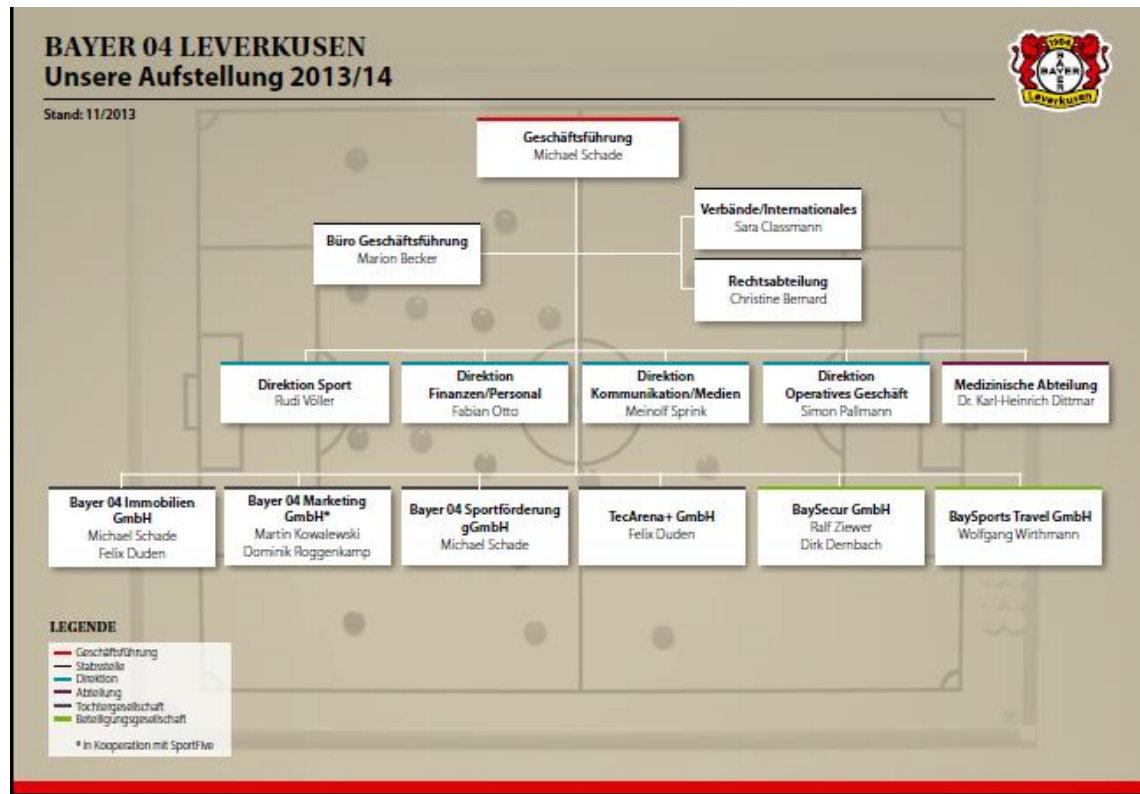 BAYER 04 LEVERKUSEN
Unsere Aufstellung 2013/14
1904
BAYER
BAYER
Leverkusen
Stand: 11/2013
Geschäftsführung
Michael Schade
Verbände/Internationales
Sara Classmann
Büro Geschäftsführung
Marion Becker
Rechtsabteilung
Christine Bernard
Direktion Sport
Rudi Völler
Direktion
Finanzen/Personal
Fabian Otto
Direktion
Kommunikation/Medien
Meinolf Sprink
Direktion
Operatives Geschäft
Simon Pallmann
Medizinische Abteilung
Dr. Karl-Heinrich Dittmar
Bayer 04 Immobilien
GmbH
Michael Schade
Felix Duden
Bayer 04 Marketing
GmbH*
Martin Kowalewski
Dominik Roggenkamp
Bayer 04 Sportförderung
gGmbH
Michael Schade
TecArena+ GmbH
Felix Duden
BaySecur GmbH
Ralf Ziewer
Dirk Dernbach
BaySports Travel GmbH
Wolfgang Wirthmann
LEGENDE
Geschäftsführung
Stabsstelle
Direktion
Abteilung
Tochtergesellschaft
Beteiligungsgesellschaft
* in Kooperation mit SportFive